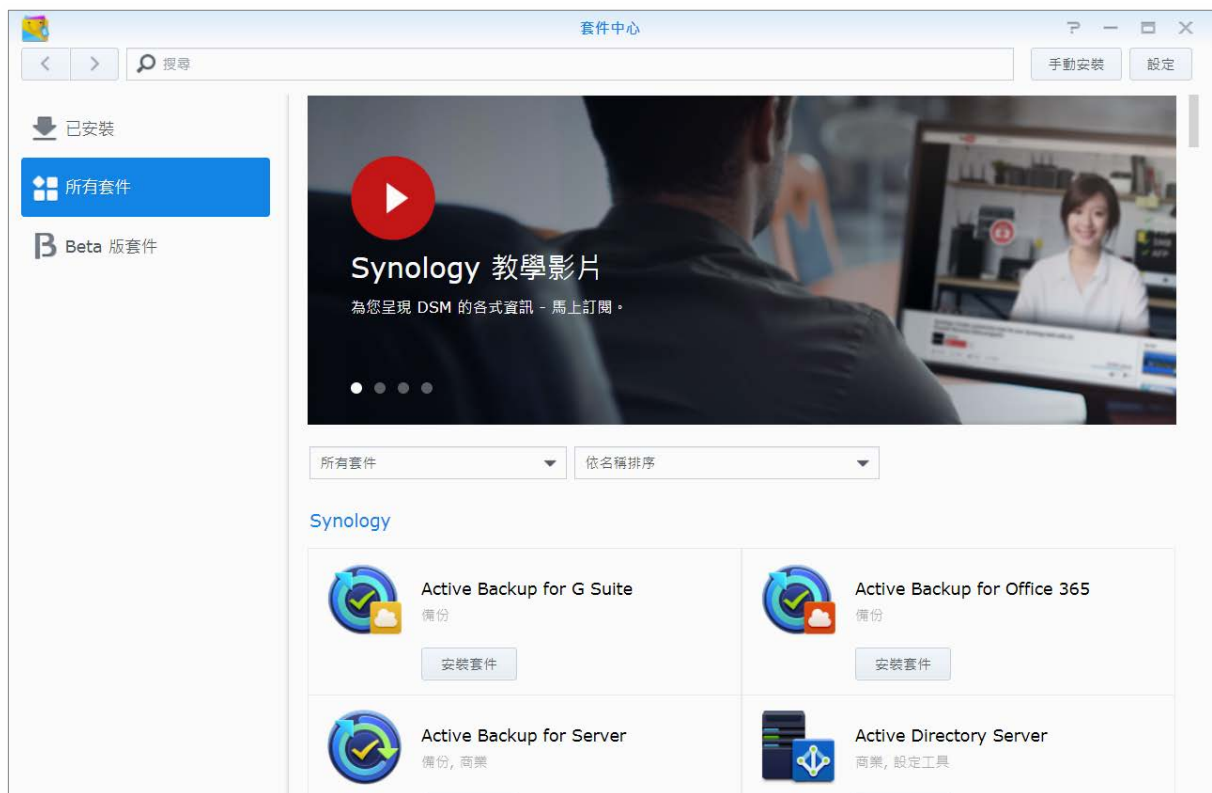 套件中心
搜尋
手動安裝
設定
已安裝
所有套件
Beta 版套件
Synology 教學影片
為您呈現 DSM 的各式資訊 - 馬上訂閱。
所有套件
依名稱排序
Synology
Active Backup for G Suite
備份
安裝套件
Active Backup for Office 365
備份
安裝套件
Active Backup for Server
備份, 商業
Active Directory Server
商業, 設定工具